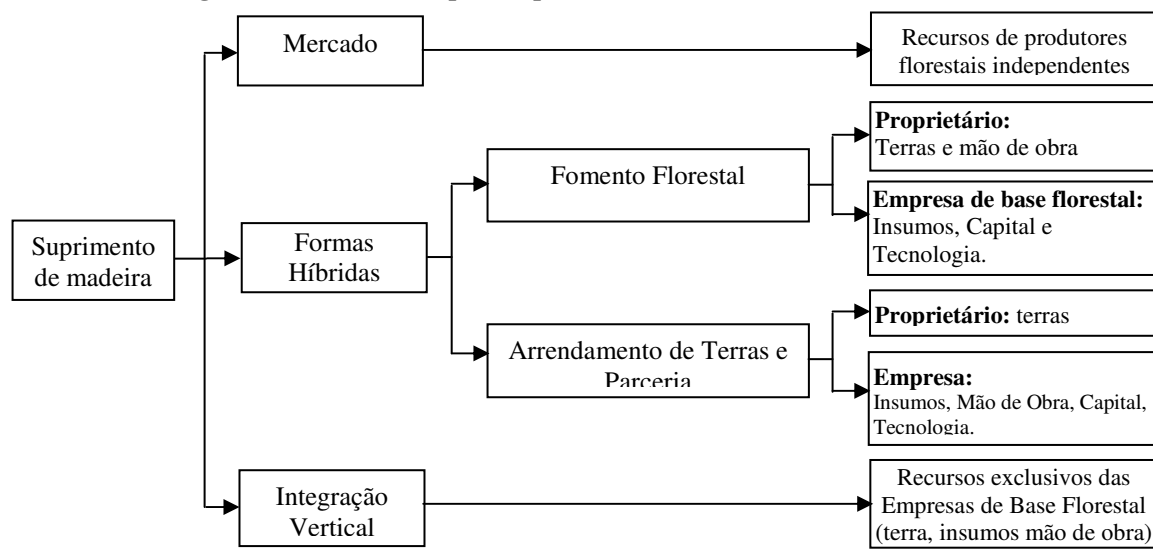 Mercado
Recursos de produtores
florestais independentes
Proprietário:
Terras e mão de obra
Fomento Florestal
Empresa de base florestal:
Insumos, Capital e
Tecnologia.
Suprimento
de madeira
Formas
Híbridas
Proprietário: terras
Arrendamento de Terras e
Parceria
Empresa:
Insumos, Mão de Obra, Capital,
Tecnologia.
Integração
Vertical
Recursos exclusivos das
Empresas de Base Florestal
(terra, insumos mão de obra)